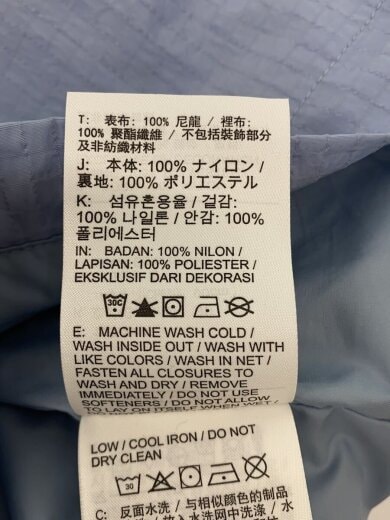 T: 表布: 100% 尼龍 / 裡布:
100% 聚酯纖維 / 不包括裝飾部分
及非紡織材料
J: 本体: 100% ナイロン /
裏地: 100% ポリエステル
K: 섬유혼용율 / 겉감:
100% 나일론 / 안감: 100%
폴리에스터
IN: BADAN: 100% NILON /
LAPISAN: 100% POLIESTER /
EKSKLUSIF DARI DEKORASI
30C
E: MACHINE WASH COLD /
WASH INSIDE OUT / WASH WITH
LIKE COLORS / WASH IN NET /
FASTEN ALL CLOSURES TO
WASH AND DRY / REMOVE
IMMEDIATELY / DO NOT USE
SOFTENERS / DO NOT ALLOW
TO LAY ON ITSELF WHEN WET /
LOW / COOL IRON / DO NOT
DRY CLEAN
30
C: 反面水洗 / 与相似颜色的制品